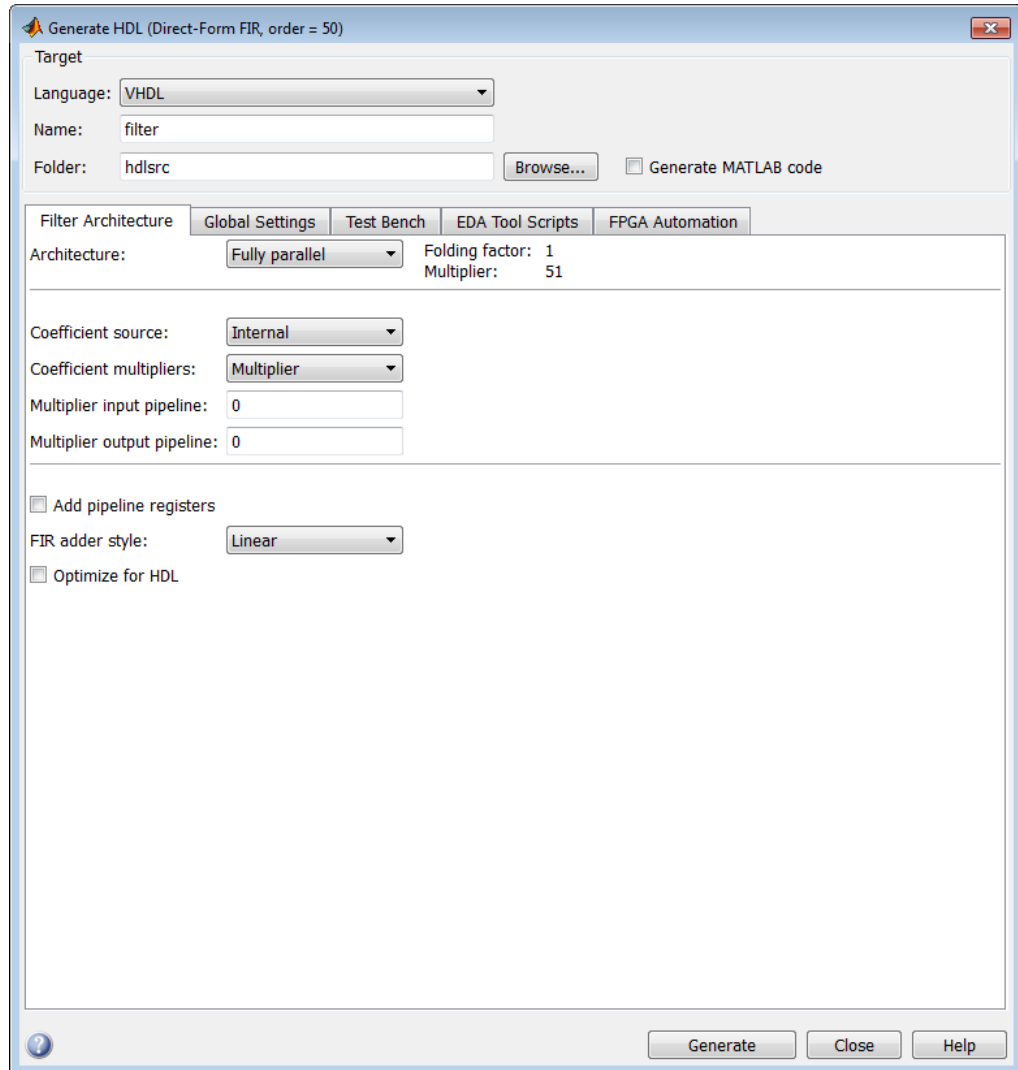 Generate HDL (Direct-Form FIR, order = 50)
Target
Language: VHDL
Name: filter
Folder: hdlsrc Browse... Generate MATLAB code
Filter Architecture Global Settings Test Bench EDA Tool Scripts FPGA Automation
Architecture: Fully parallel Folding factor: 1
Multiplier: 51
Coefficient source: Internal
Coefficient multipliers: Multiplier
Multiplier input pipeline: 0
Multiplier output pipeline: 0
Add pipeline registers
FIR adder style: Linear
Optimize for HDL
? Generate Close Help